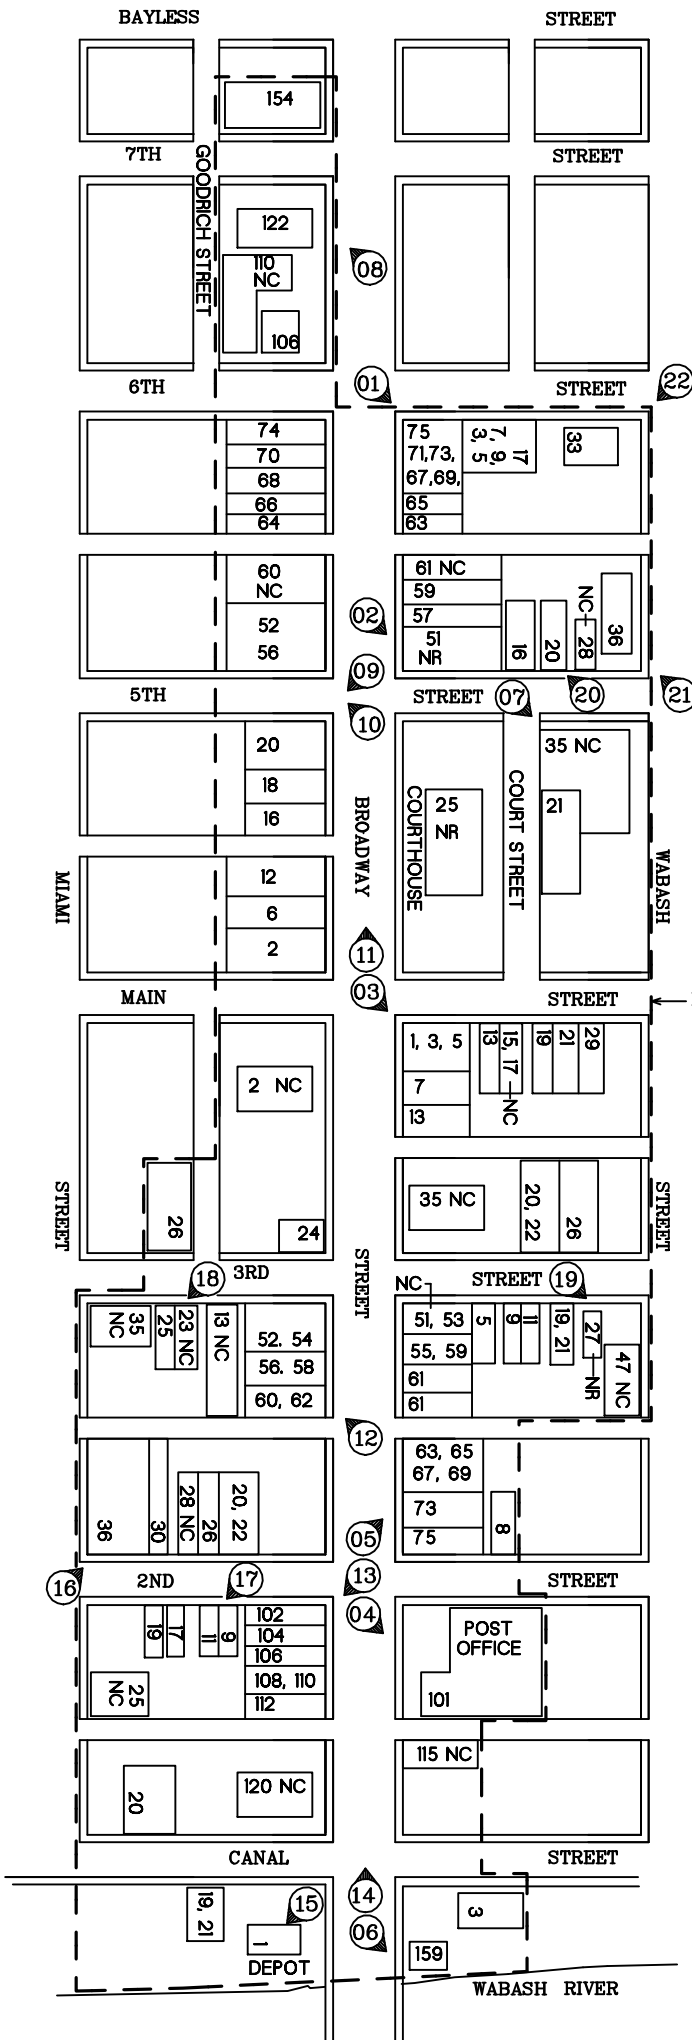 BAYLESS STREET
154
7TH STREET
GOODRICH STREET
122
110
NC
106
08
01
22
6TH STREET
74
70
68
66
64
75
71,73,
67,69,
65
63
3, 5
7, 9,
17
33
60
NC
52
56
02
61 NC
59
57
51
NR
16
20
NC
28
36
09
5TH STREET
07
20
21
10
20
18
16
BROADWAY
COURTHOUSE
25
NR
COURT STREET
35 NC
21
MIAMI
WABASH
12
6
2
11
03
MAIN STREET
2 NC
1, 3, 5
7
13
13
15, 17
NC
19
21
29
STREET
26
24
35 NC
20, 22
26
STREET
18
3RD
STREET
STREET
19
35
NC
25
23 NC
13 NC
52. 54
56. 58
60, 62
NC
51, 53
55, 59
61
61
5
9
11
19, 21
27
NR
47 NC
12
36
30
28 NC
26
20, 22
63, 65
67, 69
73
75
8
05
16
2ND
17
13
STREET
04
19
17
11
9
102
104
106
108, 110
112
25
NC
POST
OFFICE
101
20
120 NC
115 NC
CANAL STREET
19, 21
15
1
DEPOT
14
06
3
159
WABASH RIVER